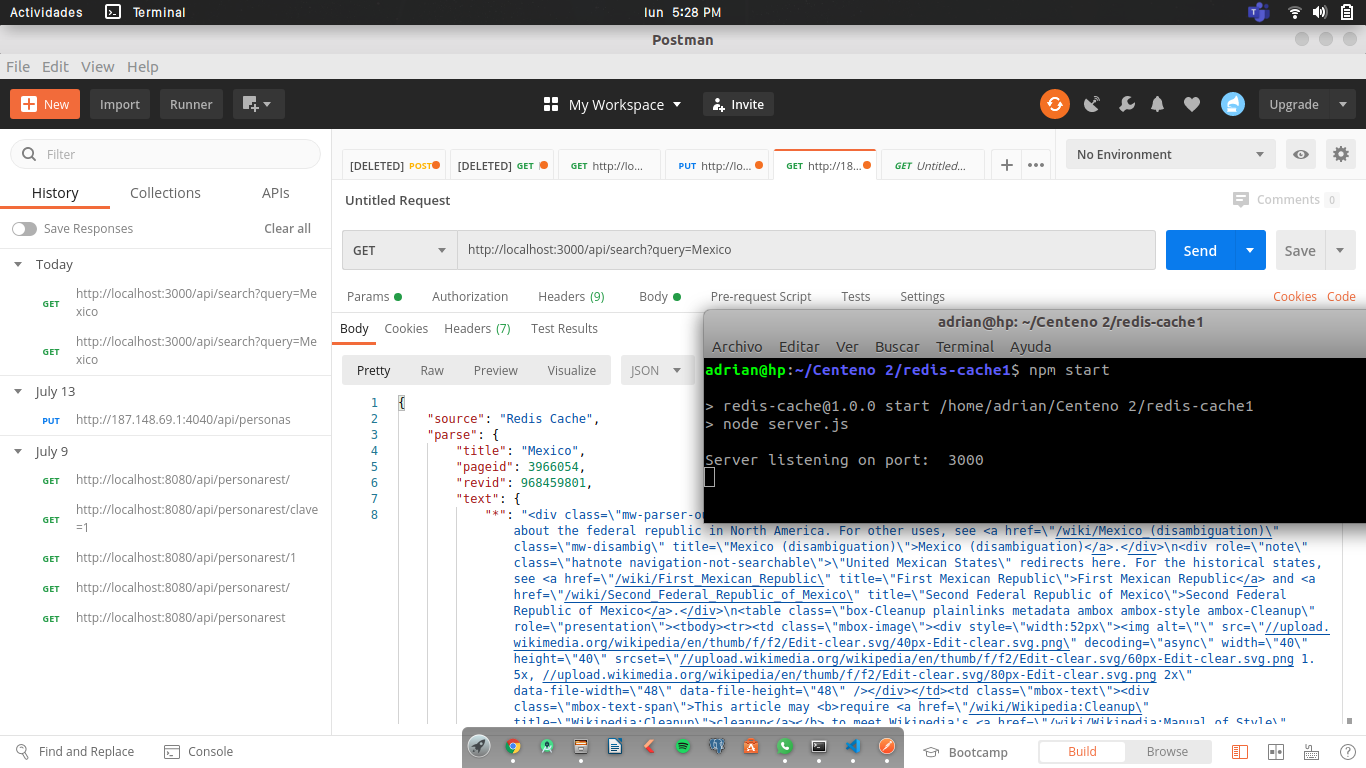 Actividades Terminal lun 5:28 PM
Postman
File Edit View Help
New Import Runner My Workspace Invite Upgrade
Filter
History Collections APIs
Save Responses Clear all
Today
GET http://localhost:3000/api/search?query=Me
xico
GET http://localhost:3000/api/search?query=Me
xico
July 13
PUT http://187.148.69.1:4040/api/personas
July 9
GET http://localhost:8080/api/personarest/
GET http://localhost:8080/api/personarest/clave
=1
GET http://localhost:8080/api/personarest/1
GET http://localhost:8080/api/personarest/
GET http://localhost:8080/api/personarest
[DELETED] POST [DELETED] GET GET http://lo... PUT http://lo... GET http://18... GET Untitled... No Environment
Untitled Request Comments 0
GET http://localhost:3000/api/search?query=Mexico Send Save
Params Authorization Headers (9) Body Pre-request Script Tests Settings Cookies Code
Body Cookies Headers (7) Test Results
Pretty Raw Preview Visualize JSON
1 {
2 "source": "Redis Cache",
3 "parse": {
4 "title": "Mexico",
5 "pageid": 3966054,
6 "revid": 968459801,
7 "text": {
8 "*": "<div class=\"mw-parser-ou
about the federal republic in North America. For other uses, see <a href=\"/wiki/Mexico_(disambiguation)\"
class=\"mw-disambig\" title=\"Mexico (disambiguation)\">Mexico (disambiguation)</a>.</div>\n<div role=\"note\"
class=\"hatnote navigation-not-searchable\">\"United Mexican States\" redirects here. For the historical states,
see <a href=\"/wiki/First_Mexican_Republic\" title=\"First Mexican Republic\">First Mexican Republic</a> and <a
href=\"/wiki/Second_Federal_Republic_of_Mexico\" title=\"Second Federal Republic of Mexico\">Second Federal
Republic of Mexico</a>.</div>\n<table class=\"box-Cleanup plainlinks metadata ambox ambox-style ambox-Cleanup\"
role=\"presentation\"><tbody><tr><td class=\"mbox-image\"><div style=\"width:52px\"><img alt=\"\" src=\"//upload.
wikimedia.org/wikipedia/en/thumb/f/f2/Edit-clear.svg/40px-Edit-clear.svg.png\" decoding=\"async\" width=\"40\"
height=\"40\" srcset=\"//upload.wikimedia.org/wikipedia/en/thumb/f/f2/Edit-clear.svg/60px-Edit-clear.svg.png 1.
5x, //upload.wikimedia.org/wikipedia/en/thumb/f/f2/Edit-clear.svg/80px-Edit-clear.svg.png 2x\"
data-file-width=\"48\" data-file-height=\"48\" /></div></td><td class=\"mbox-text\"><div
class=\"mbox-text-span\">This article may <b>require <a href=\"/wiki/Wikipedia:Cleanup\"
title=\"Wikipedia:Cleanup\">cleanup</a></b> to meet Wikipedia's <a href=\"/wiki/Wikipedia:Manual_of_Style\"
adrian@hp: ~/Centeno 2/redis-cache1
Archivo Editar Ver Buscar Terminal Ayuda
adrian@hp:~/Centeno 2/redis-cache1$ npm start
> redis-cache@1.0.0 start /home/adrian/Centeno 2/redis-cache1
> node server.js
Server listening on port:  3000
Find and Replace Console Bootcamp Build Browse